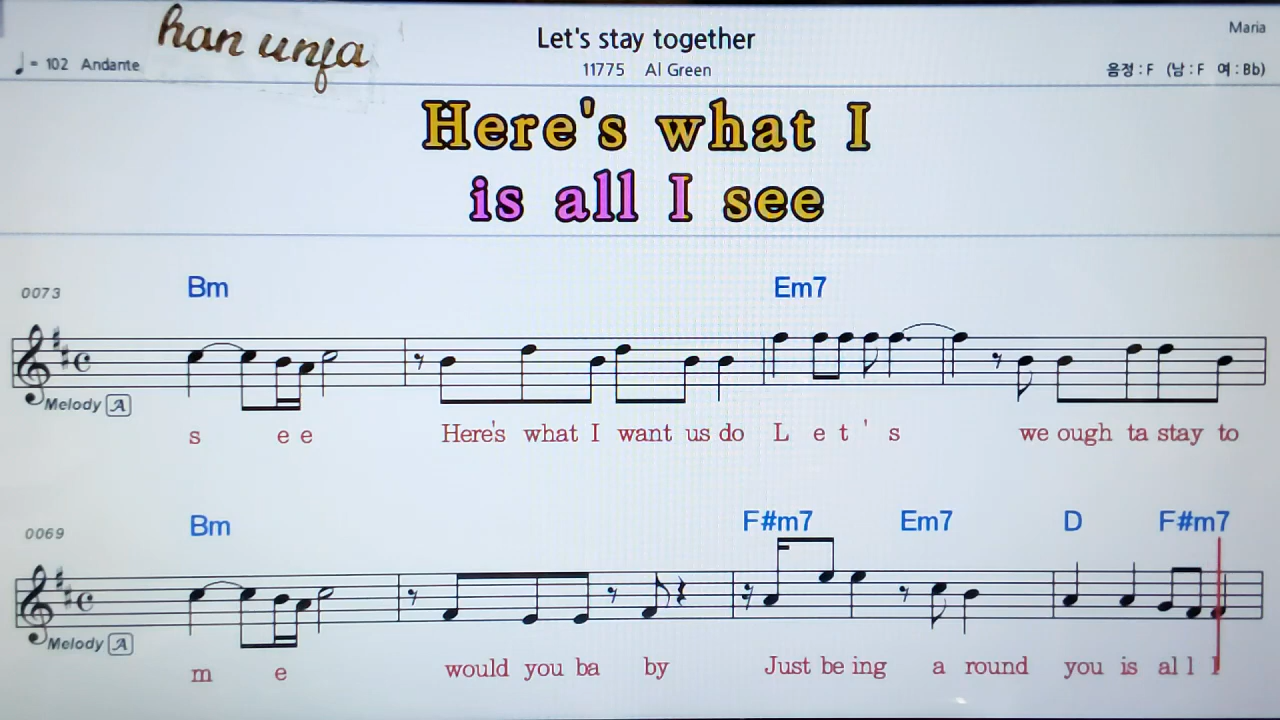 han unfa
Let's stay together
Maria
♩= 102 Andante
11775 Al Green
음정 : F (남 : F 여 : Bb)
Here's what I
is all I see
0073
Bm Em7
Melody A
s e e Here's what I want us do L e t ' s we ough ta stay to
0069
Bm F#m7 Em7 D F#m7
Melody A
m e would you ba by Just be ing a round you is al l I